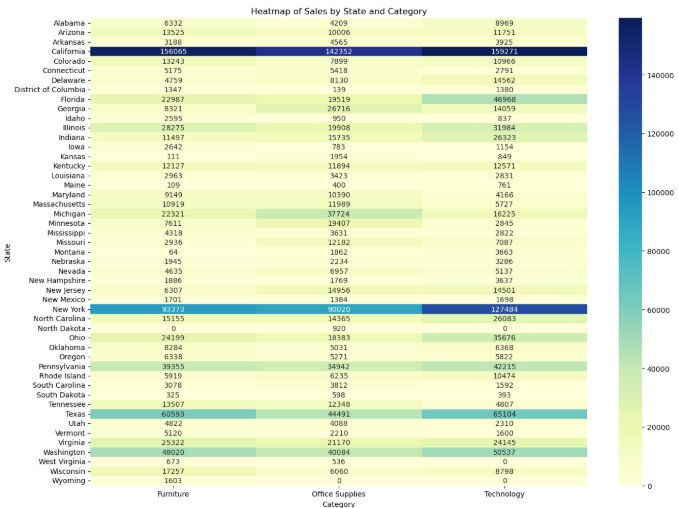 Heatmap of Sales by State and Category
Alabama 6332 4209 8969
Arizona 13525 10006 11751
Arkansas 3188 4565 3925
California 156065 142352 159271
Colorado 13243 7899 10966
Connecticut 5175 5418 2791
Delaware 4759 8130 14562
District of Columbia 1347 139 1380
Florida 22987 19519 46968
Georgia 8321 26716 14059
Idaho 2595 950 837
Illinois 28275 19908 31984
Indiana 11497 15735 26323
Iowa 2642 783 1154
Kansas 111 1954 849
Kentucky 12127 11894 12571
Louisiana 2963 3423 2831
Maine 109 400 761
Maryland 9149 10390 4166
Massachusetts 10919 11989 5727
Michigan 22321 37724 16225
Minnesota 7611 19407 2845
Mississippi 4318 3631 2822
Missouri 2936 12182 7087
Montana 64 1862 3663
Nebraska 1945 2234 3286
Nevada 4635 6957 5137
New Hampshire 1886 1769 3637
New Jersey 6307 14956 14501
New Mexico 1701 1384 1698
New York 93373 90020 127484
North Carolina 15155 14365 26083
North Dakota 0 920 0
Ohio 24199 18383 35676
Oklahoma 8284 5031 6368
Oregon 6338 5271 5822
Pennsylvania 39355 34942 42215
Rhode Island 5919 6235 10474
South Carolina 3078 3812 1592
South Dakota 325 598 393
Tennessee 13507 12348 4807
Texas 60593 44491 65104
Utah 4822 4088 2310
Vermont 5120 2210 1600
Virginia 25322 21170 24145
Washington 48020 40084 50537
West Virginia 673 536 0
Wisconsin 17257 6060 8798
Wyoming 1603 0 0
Furniture Office Supplies Technology
Category
State
140000
120000
100000
80000
60000
40000
20000
0